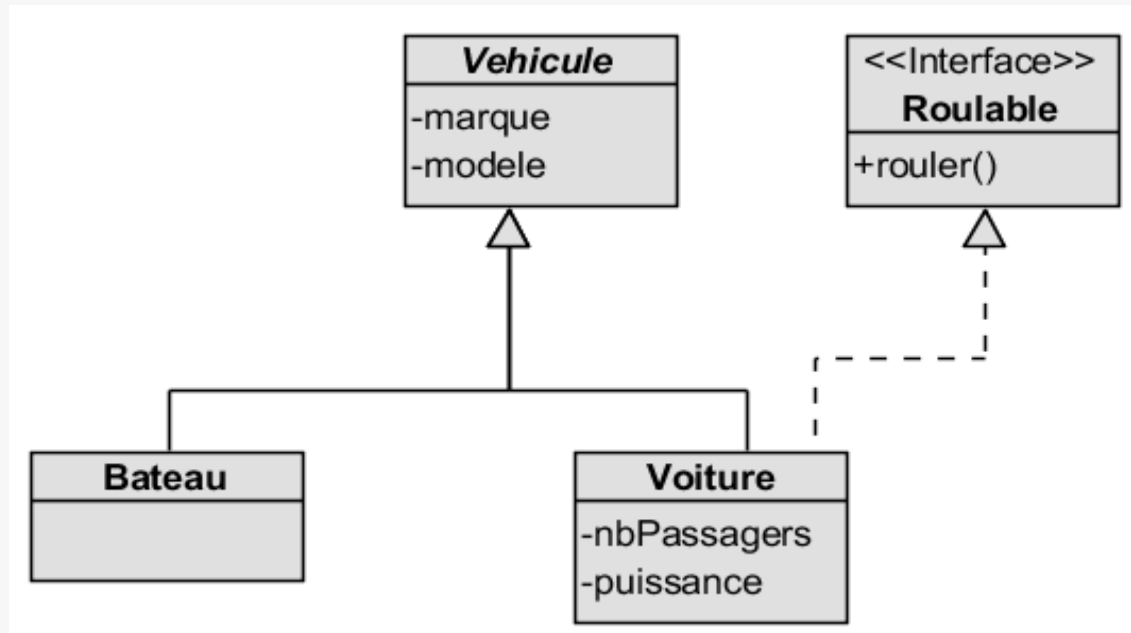 Vehicule
-marque
-modele
<<Interface>>
Roulable
+rouler()
Bateau
Voiture
-nbPassagers
-puissance